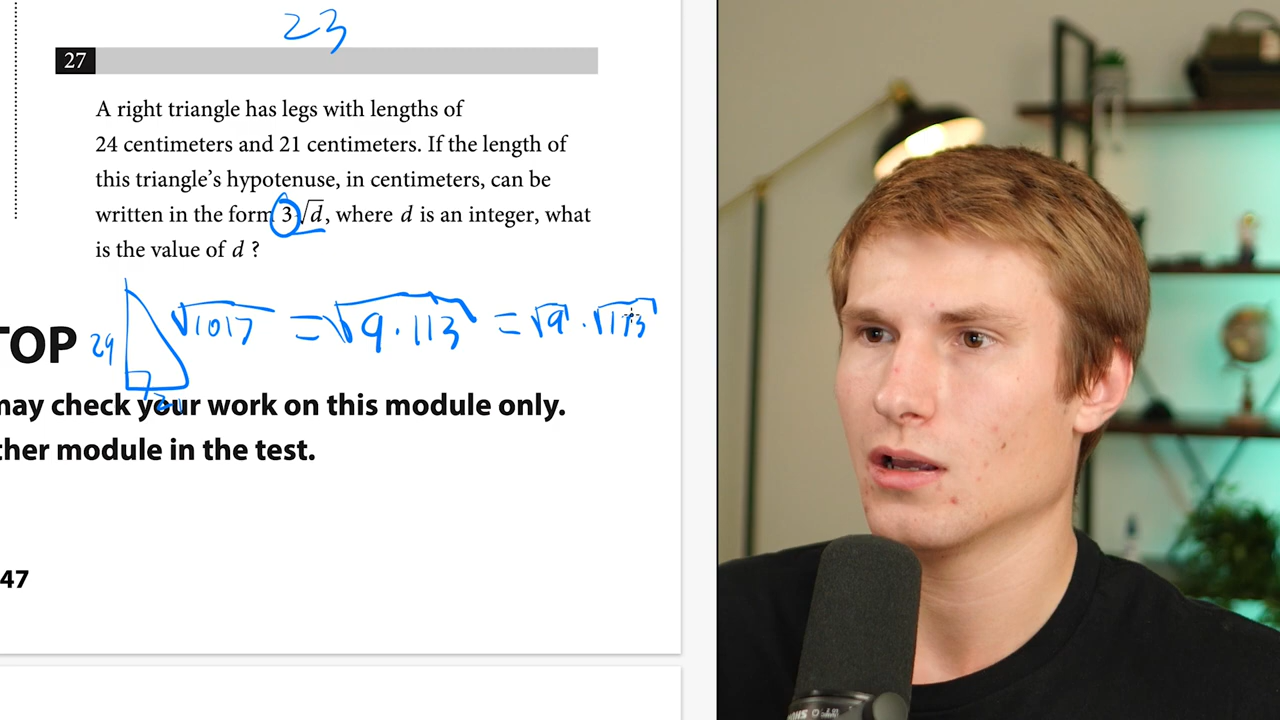 23
27
A right triangle has legs with lengths of
24 centimeters and 21 centimeters. If the length of
this triangle's hypotenuse, in centimeters, can be
written in the form 3√d, where d is an integer, what
is the value of d ?
24 √1017 = √9·113 = √9 · √113
21
TOP
may check your work on this module only.
ther module in the test.
47